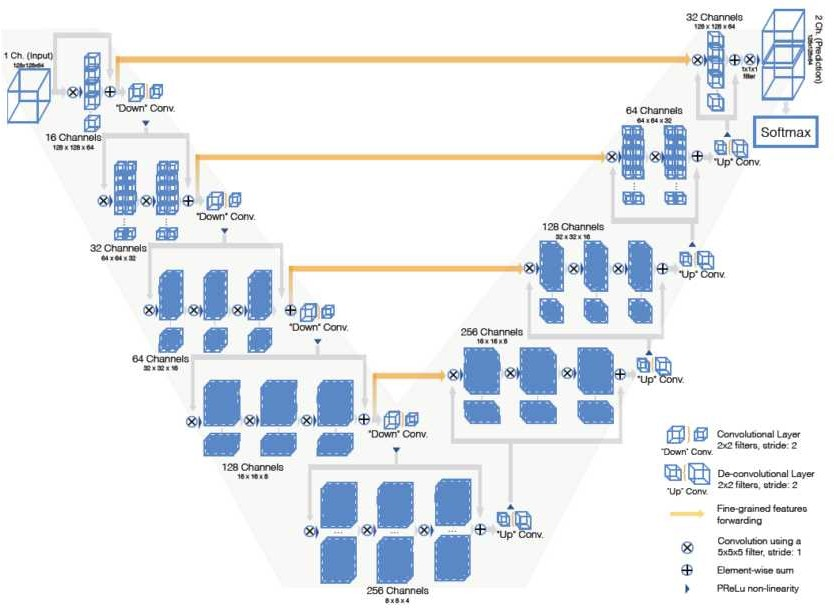 1 Ch. (Input)
128x128x64
"Down" Conv.
16 Channels
128 x 128 x 64
"Down" Conv.
32 Channels
64 x 64 x 32
"Down" Conv.
64 Channels
32 x 32 x 16
"Down" Conv.
128 Channels
16 x 16 x 8
"Up" Conv.
256 Channels
8 x 8 x 4
256 Channels
16 x 16 x 8
"Up" Conv.
128 Channels
32 x 32 x 16
"Up" Conv.
64 Channels
64 x 64 x 32
"Up" Conv.
32 Channels
128 x 128 x 64
1x1x1
filter
2 Ch. (Prediction)
128x128x64
Softmax
"Down" Conv.
Convolutional Layer
2x2 filters, stride: 2
"Up" Conv.
De-convolutional Layer
2x2 filters, stride: 2
Fine-grained features
forwarding
Convolution using a
5x5x5 filter, stride: 1
Element-wise sum
PReLu non-linearity